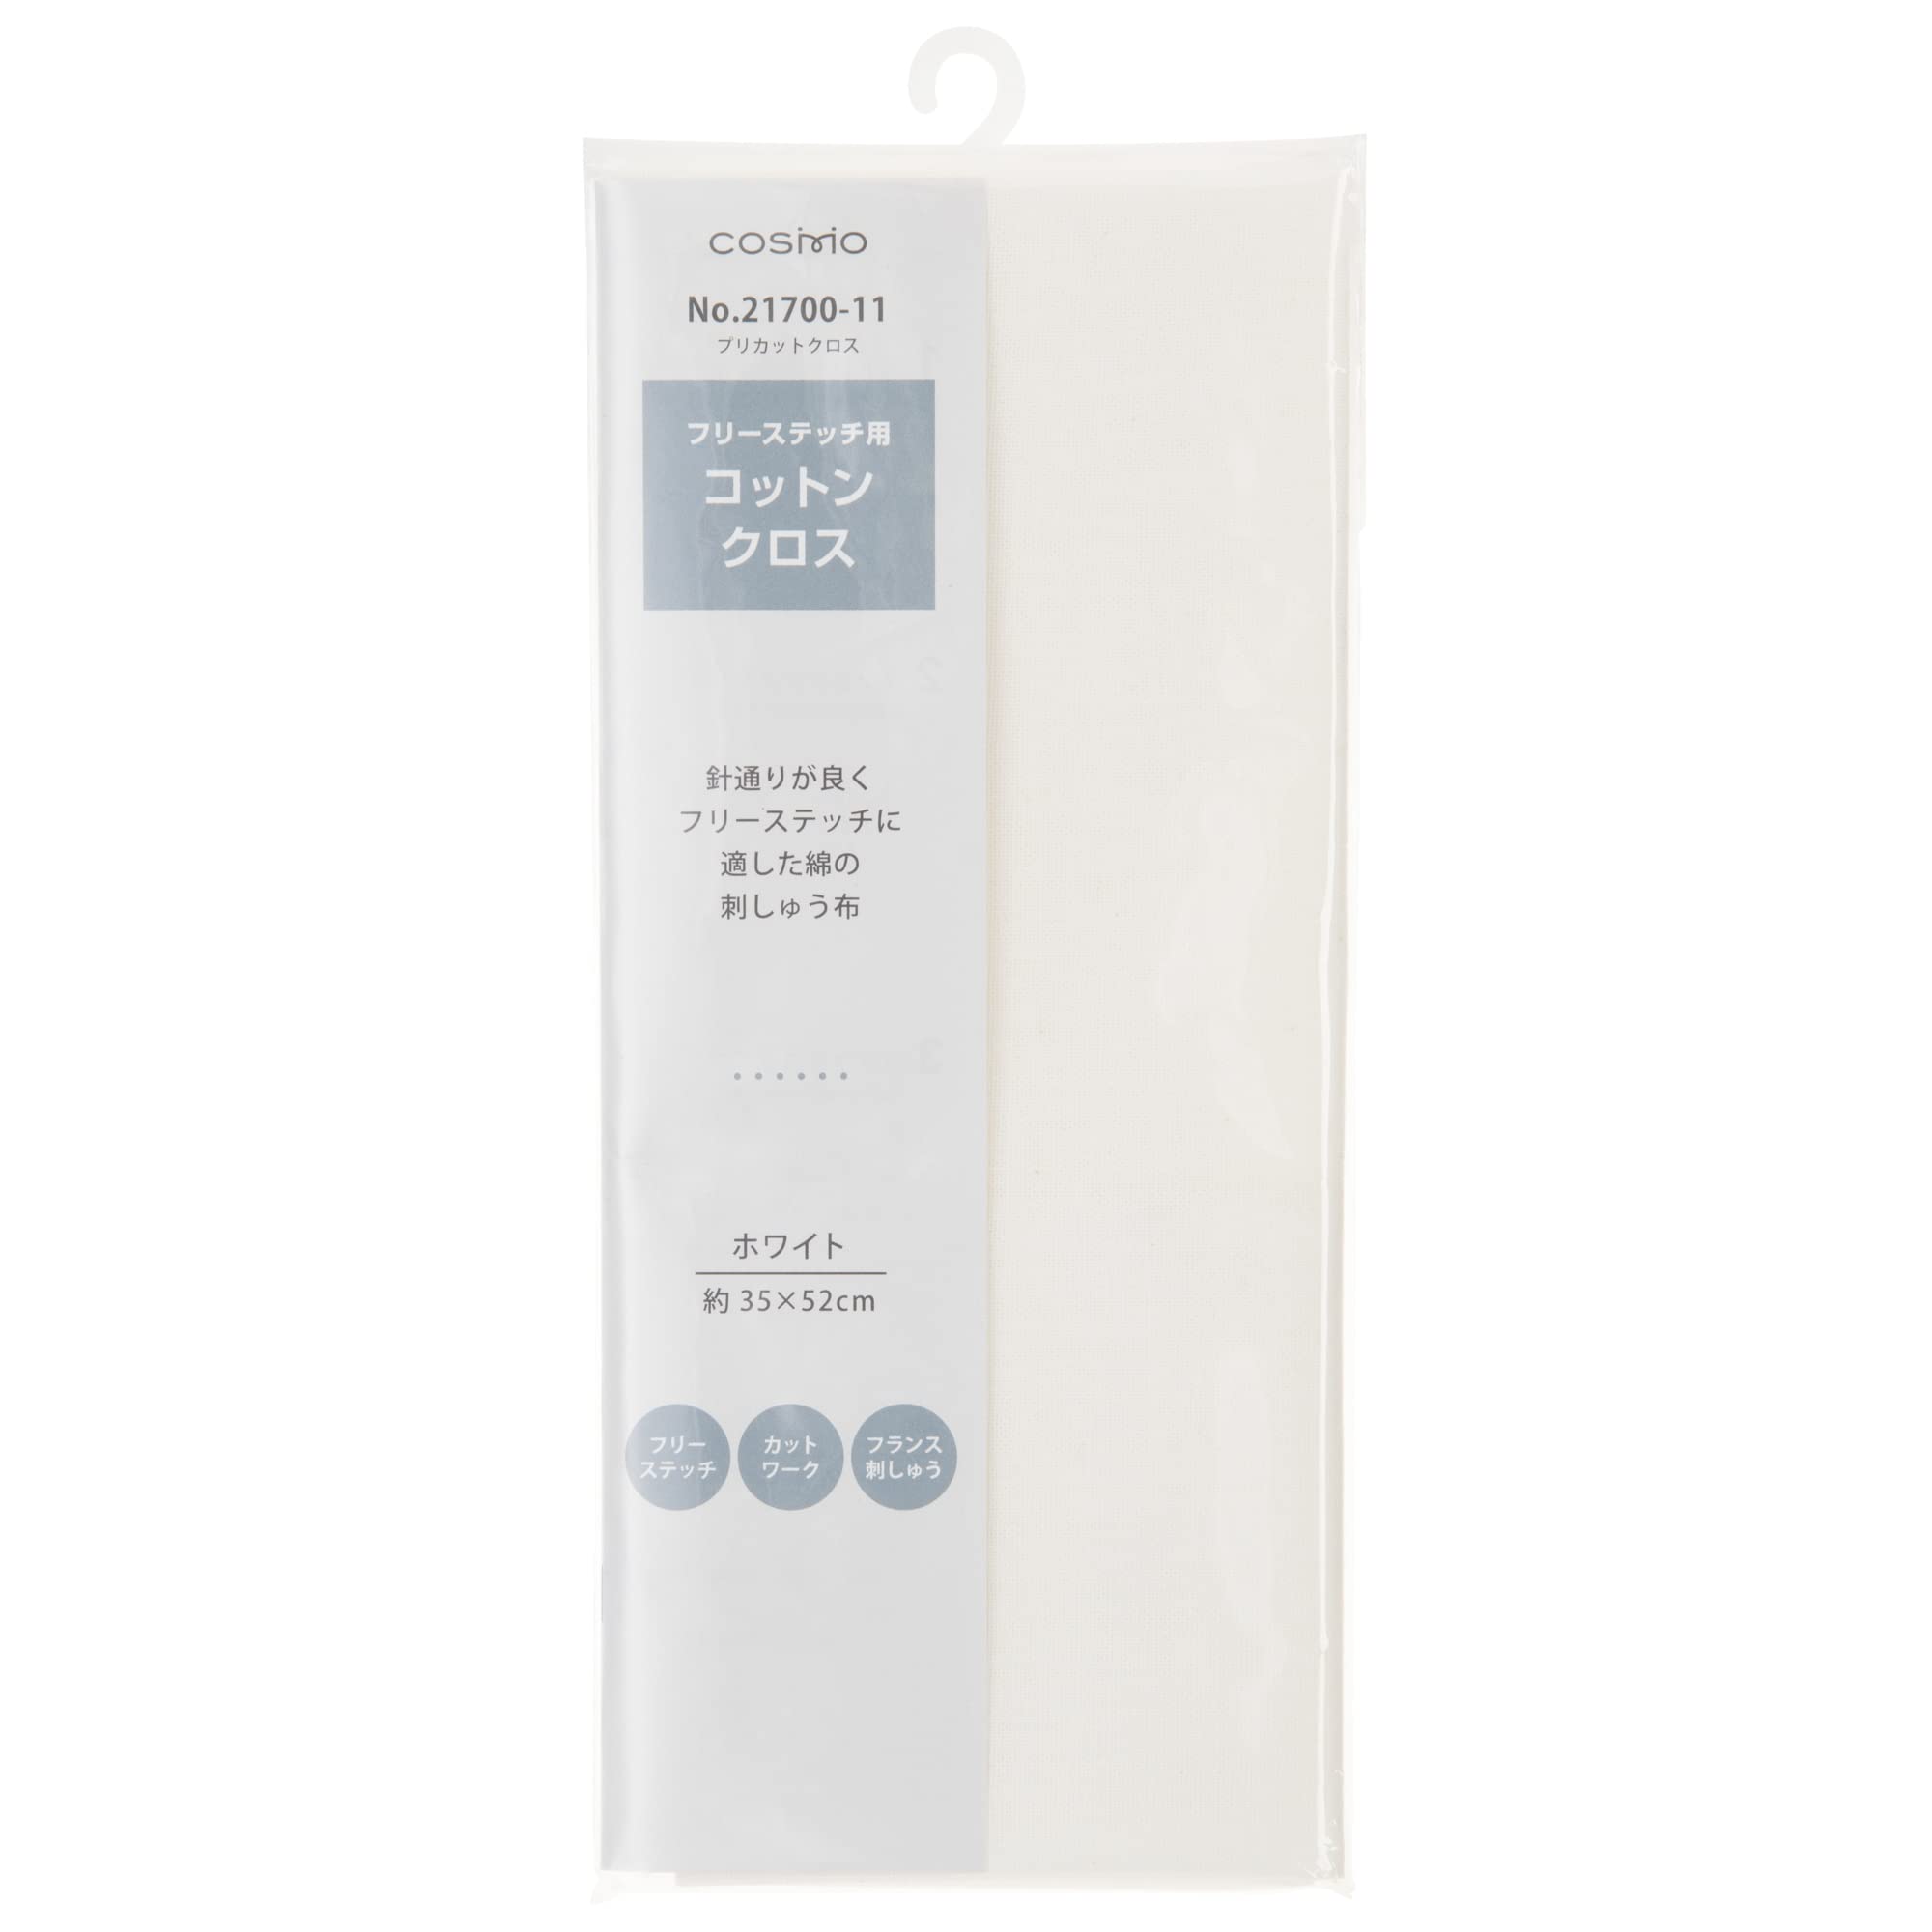 COSMO
No.21700-11
プリカットクロス
フリーステッチ用
コットン
クロス
針通りが良く
フリーステッチに
適した綿の
刺しゅう布
ホワイト
約 35×52cm
フリー
ステッチ
カット
ワーク
フランス
刺しゅう